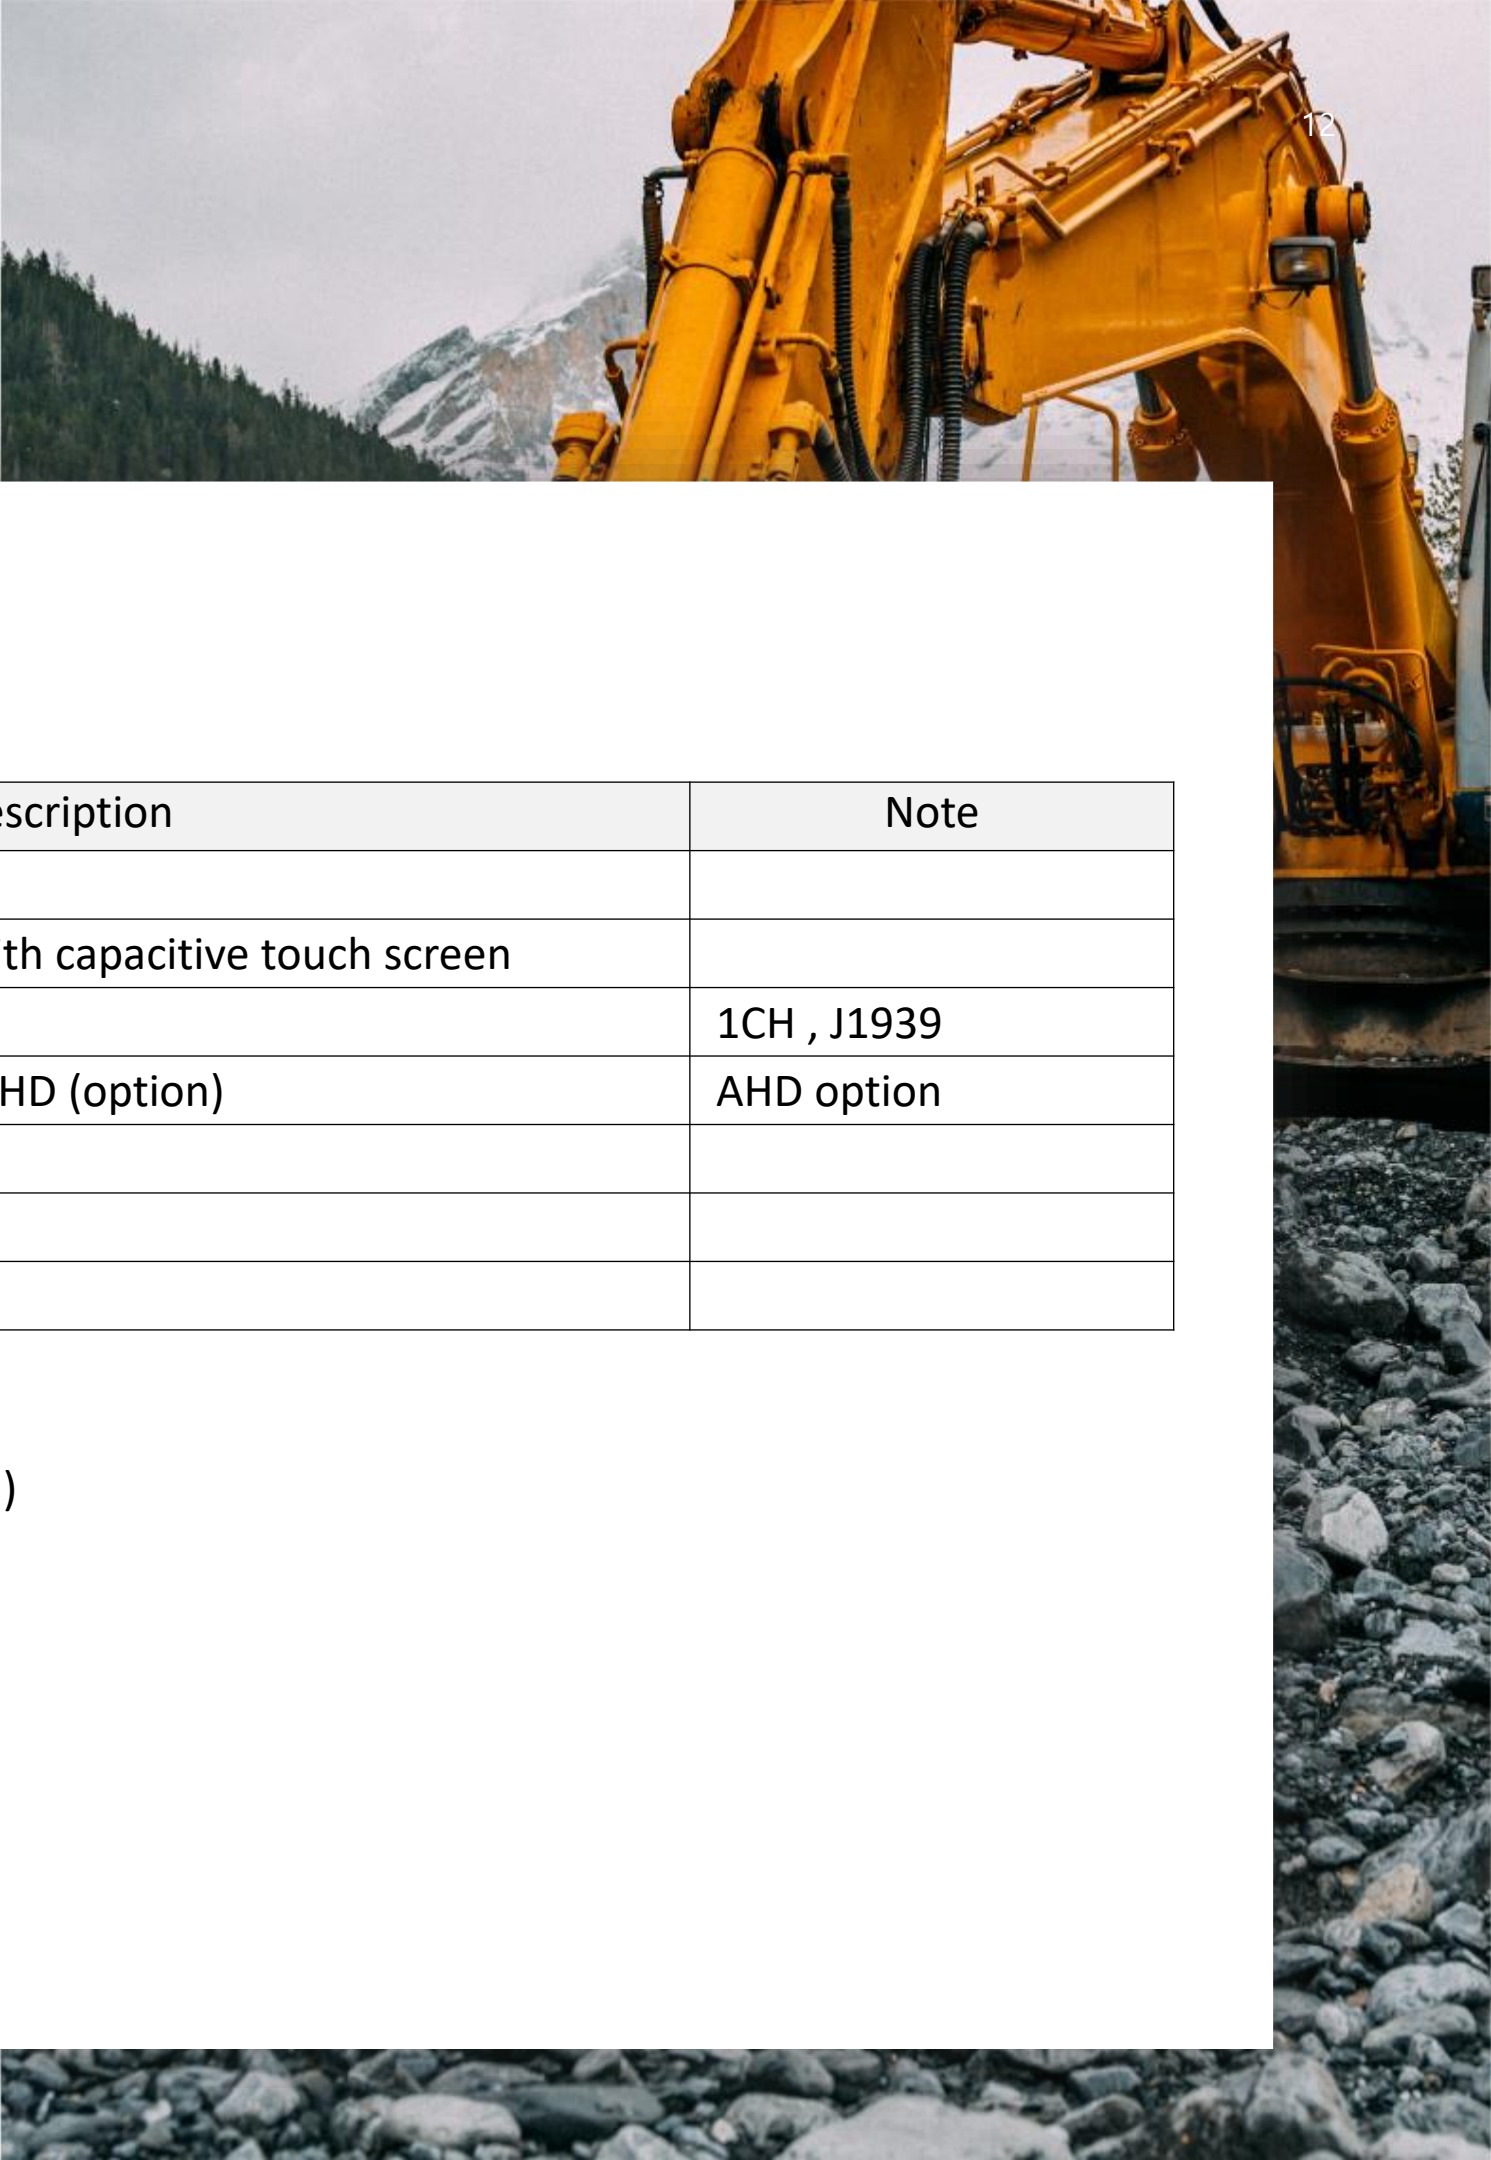 12
escription Note
th capacitive touch screen
1CH , J1939
HD (option) AHD option
)